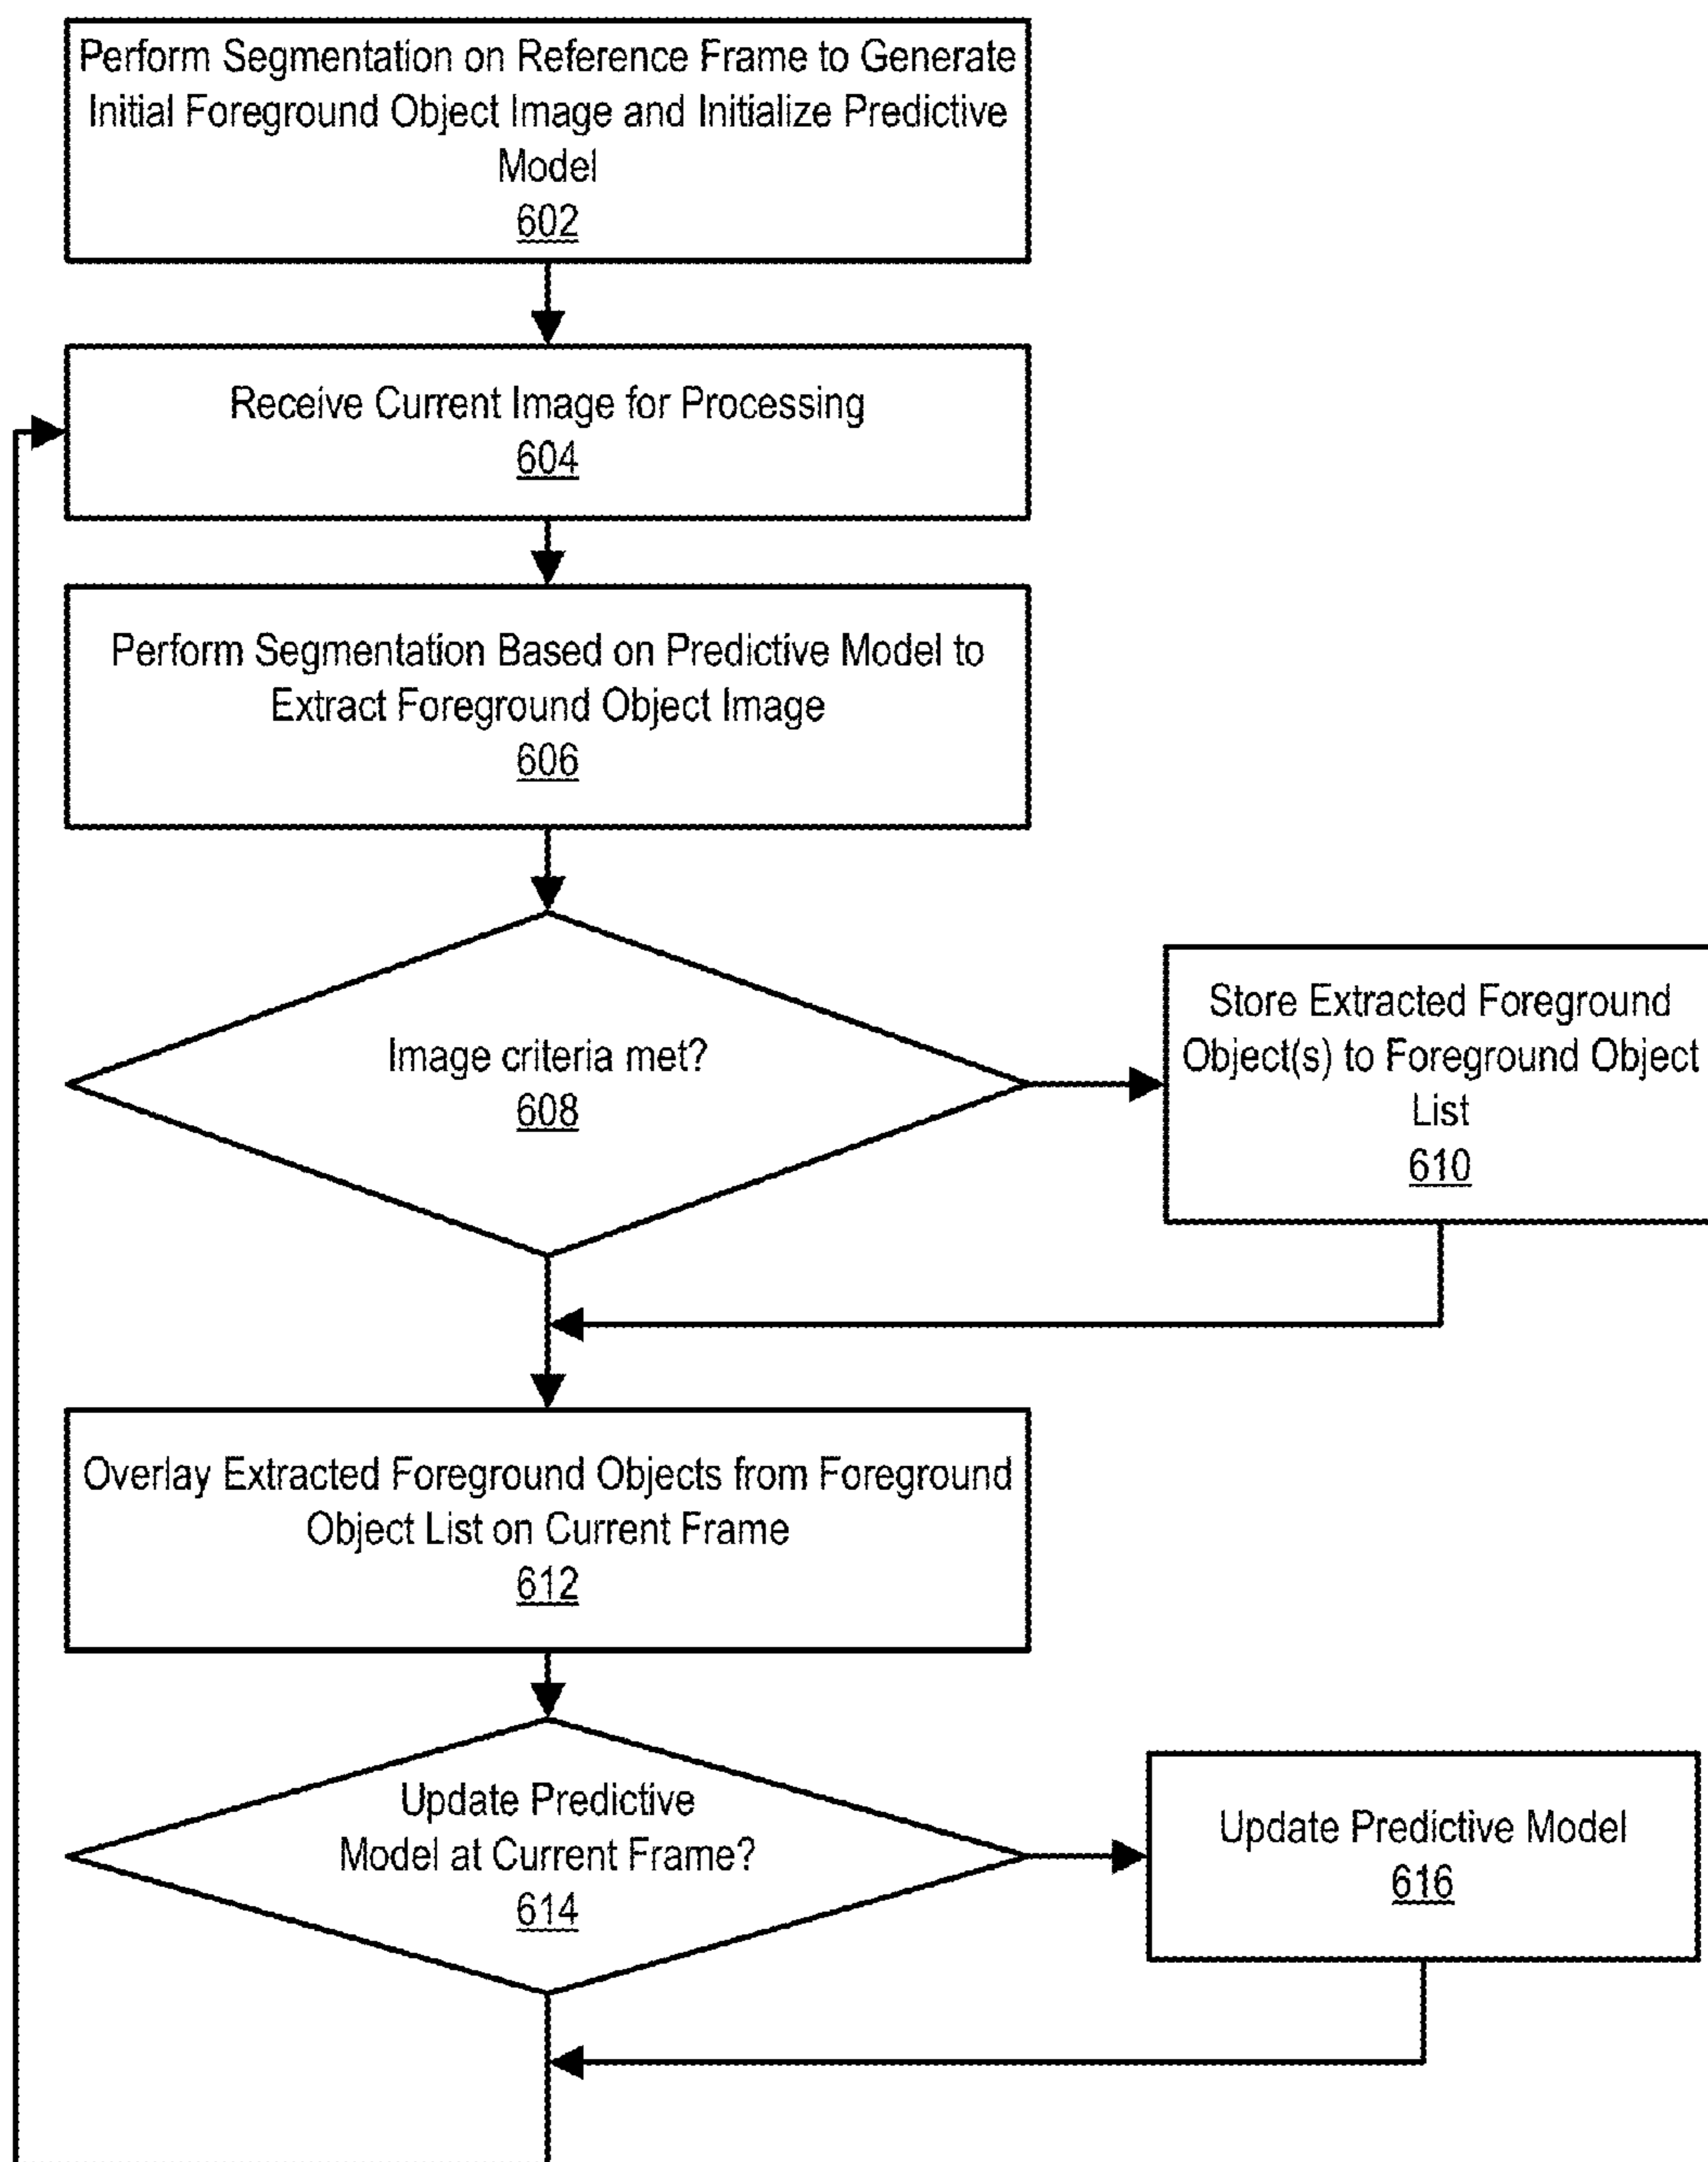 Perform Segmentation on Reference Frame to Generate
Initial Foreground Object Image and Initialize Predictive
Model
602
Receive Current Image for Processing
604
Perform Segmentation Based on Predictive Model to
Extract Foreground Object Image
606
Image criteria met?
608
Store Extracted Foreground
Object(s) to Foreground Object
List
610
Overlay Extracted Foreground Objects from Foreground
Object List on Current Frame
612
Update Predictive
Model at Current Frame?
614
Update Predictive Model
616